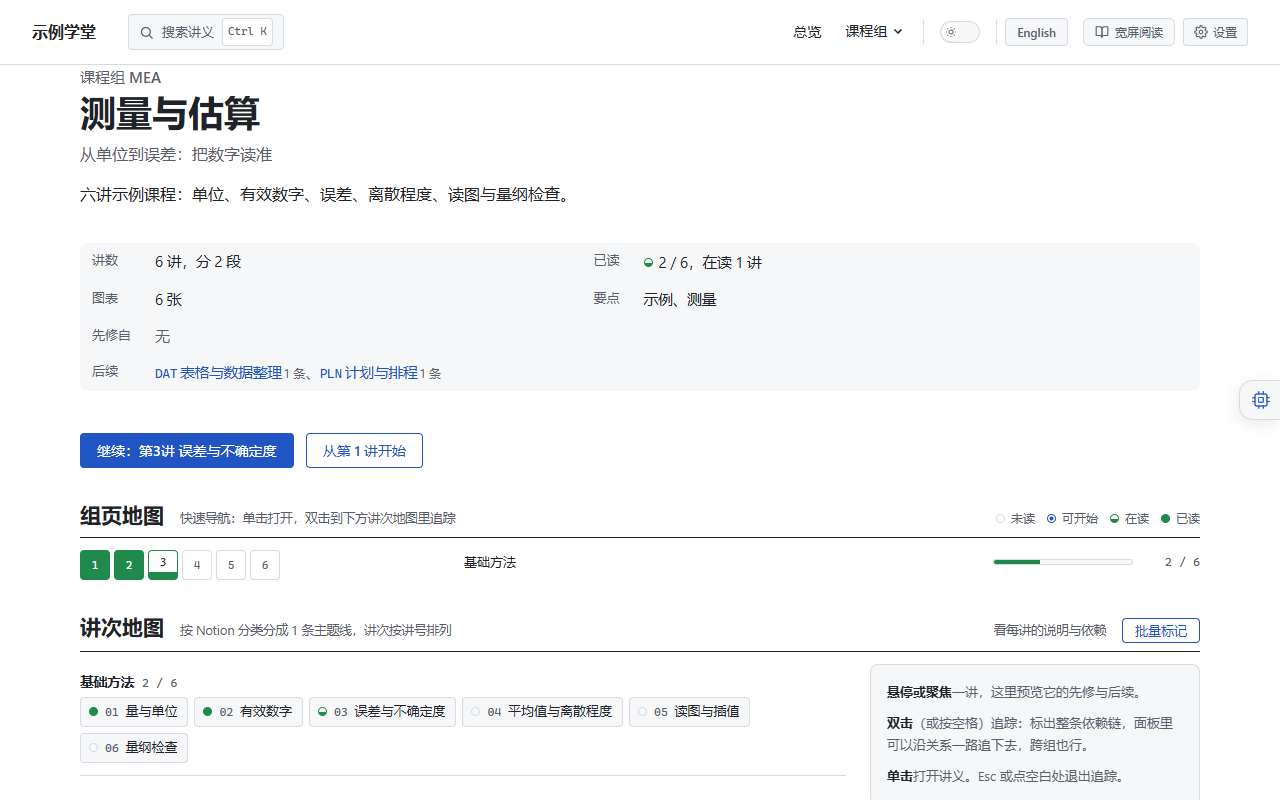 示例学堂
搜索讲义 Ctrl K
总览
课程组
English
宽屏阅读
设置
课程组 MEA
测量与估算
从单位到误差：把数字读准
六讲示例课程：单位、有效数字、误差、离散程度、读图与量纲检查。
讲数 6 讲，分 2 段
已读 2 / 6，在读 1 讲
图表 6 张
要点 示例、测量
先修自 无
后续 DAT 表格与数据整理 1 条、PLN 计划与排程 1 条
继续：第3讲 误差与不确定度
从第 1 讲开始
组页地图 快速导航：单击打开，双击到下方讲次地图里追踪
未读 可开始 在读 已读
1 2 3 4 5 6
基础方法
2 / 6
讲次地图 按 Notion 分类分成 1 条主题线，讲次按讲号排列
看每讲的说明与依赖 批量标记
基础方法 2 / 6
01 量与单位
02 有效数字
03 误差与不确定度
04 平均值与离散程度
05 读图与插值
06 量纲检查
悬停或聚焦一讲，这里预览它的先修与后续。
双击（或按空格）追踪：标出整条依赖链，面板里
可以沿关系一路追下去，跨组也行。
单击打开讲义。Esc 或点空白处退出追踪。